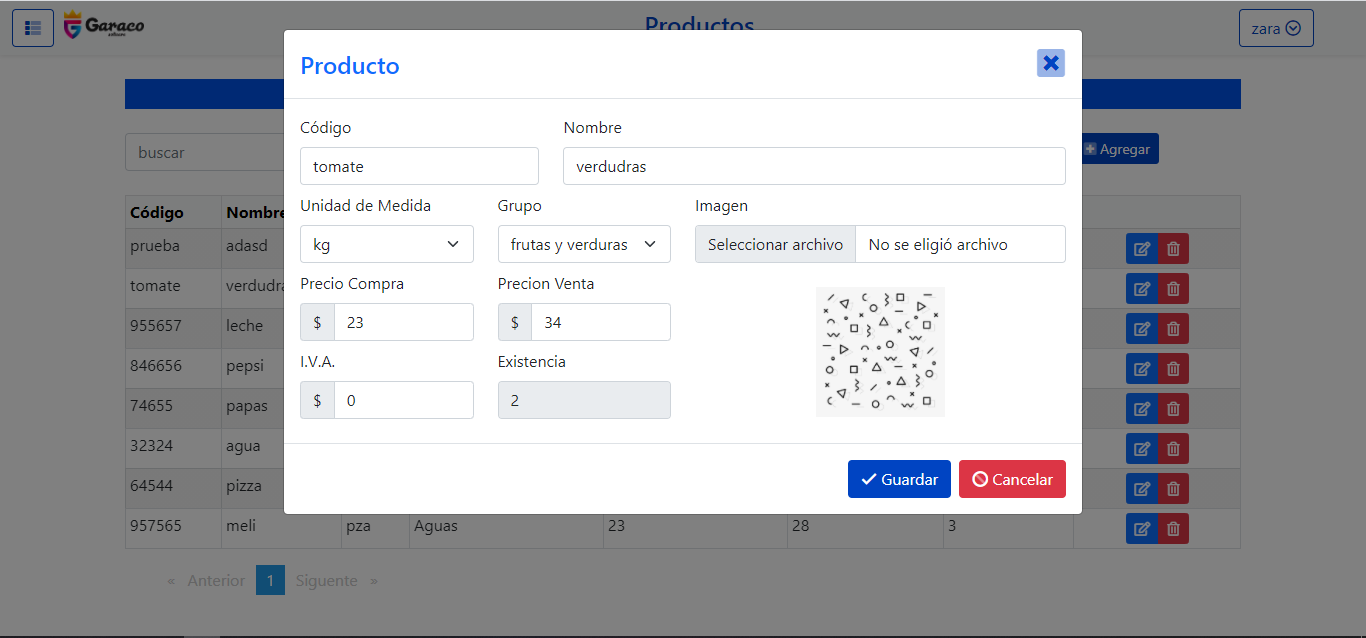 Garaco
software
Productos
zara
Producto
Código
Nombre
tomate
verdudras
buscar
Agregar
Unidad de Medida
Grupo
Imagen
kg
frutas y verduras
Seleccionar archivo
No se eligió archivo
Precio Compra
Precion Venta
$ 23
$ 34
I.V.A.
Existencia
$ 0
2
Guardar
Cancelar
Código Nombre
prueba adasd
tomate verdudra
955657 leche
846656 pepsi
74655 papas
32324 agua
64544 pizza
957565 meli pza Aguas 23 28 3
« Anterior 1 Siguente »